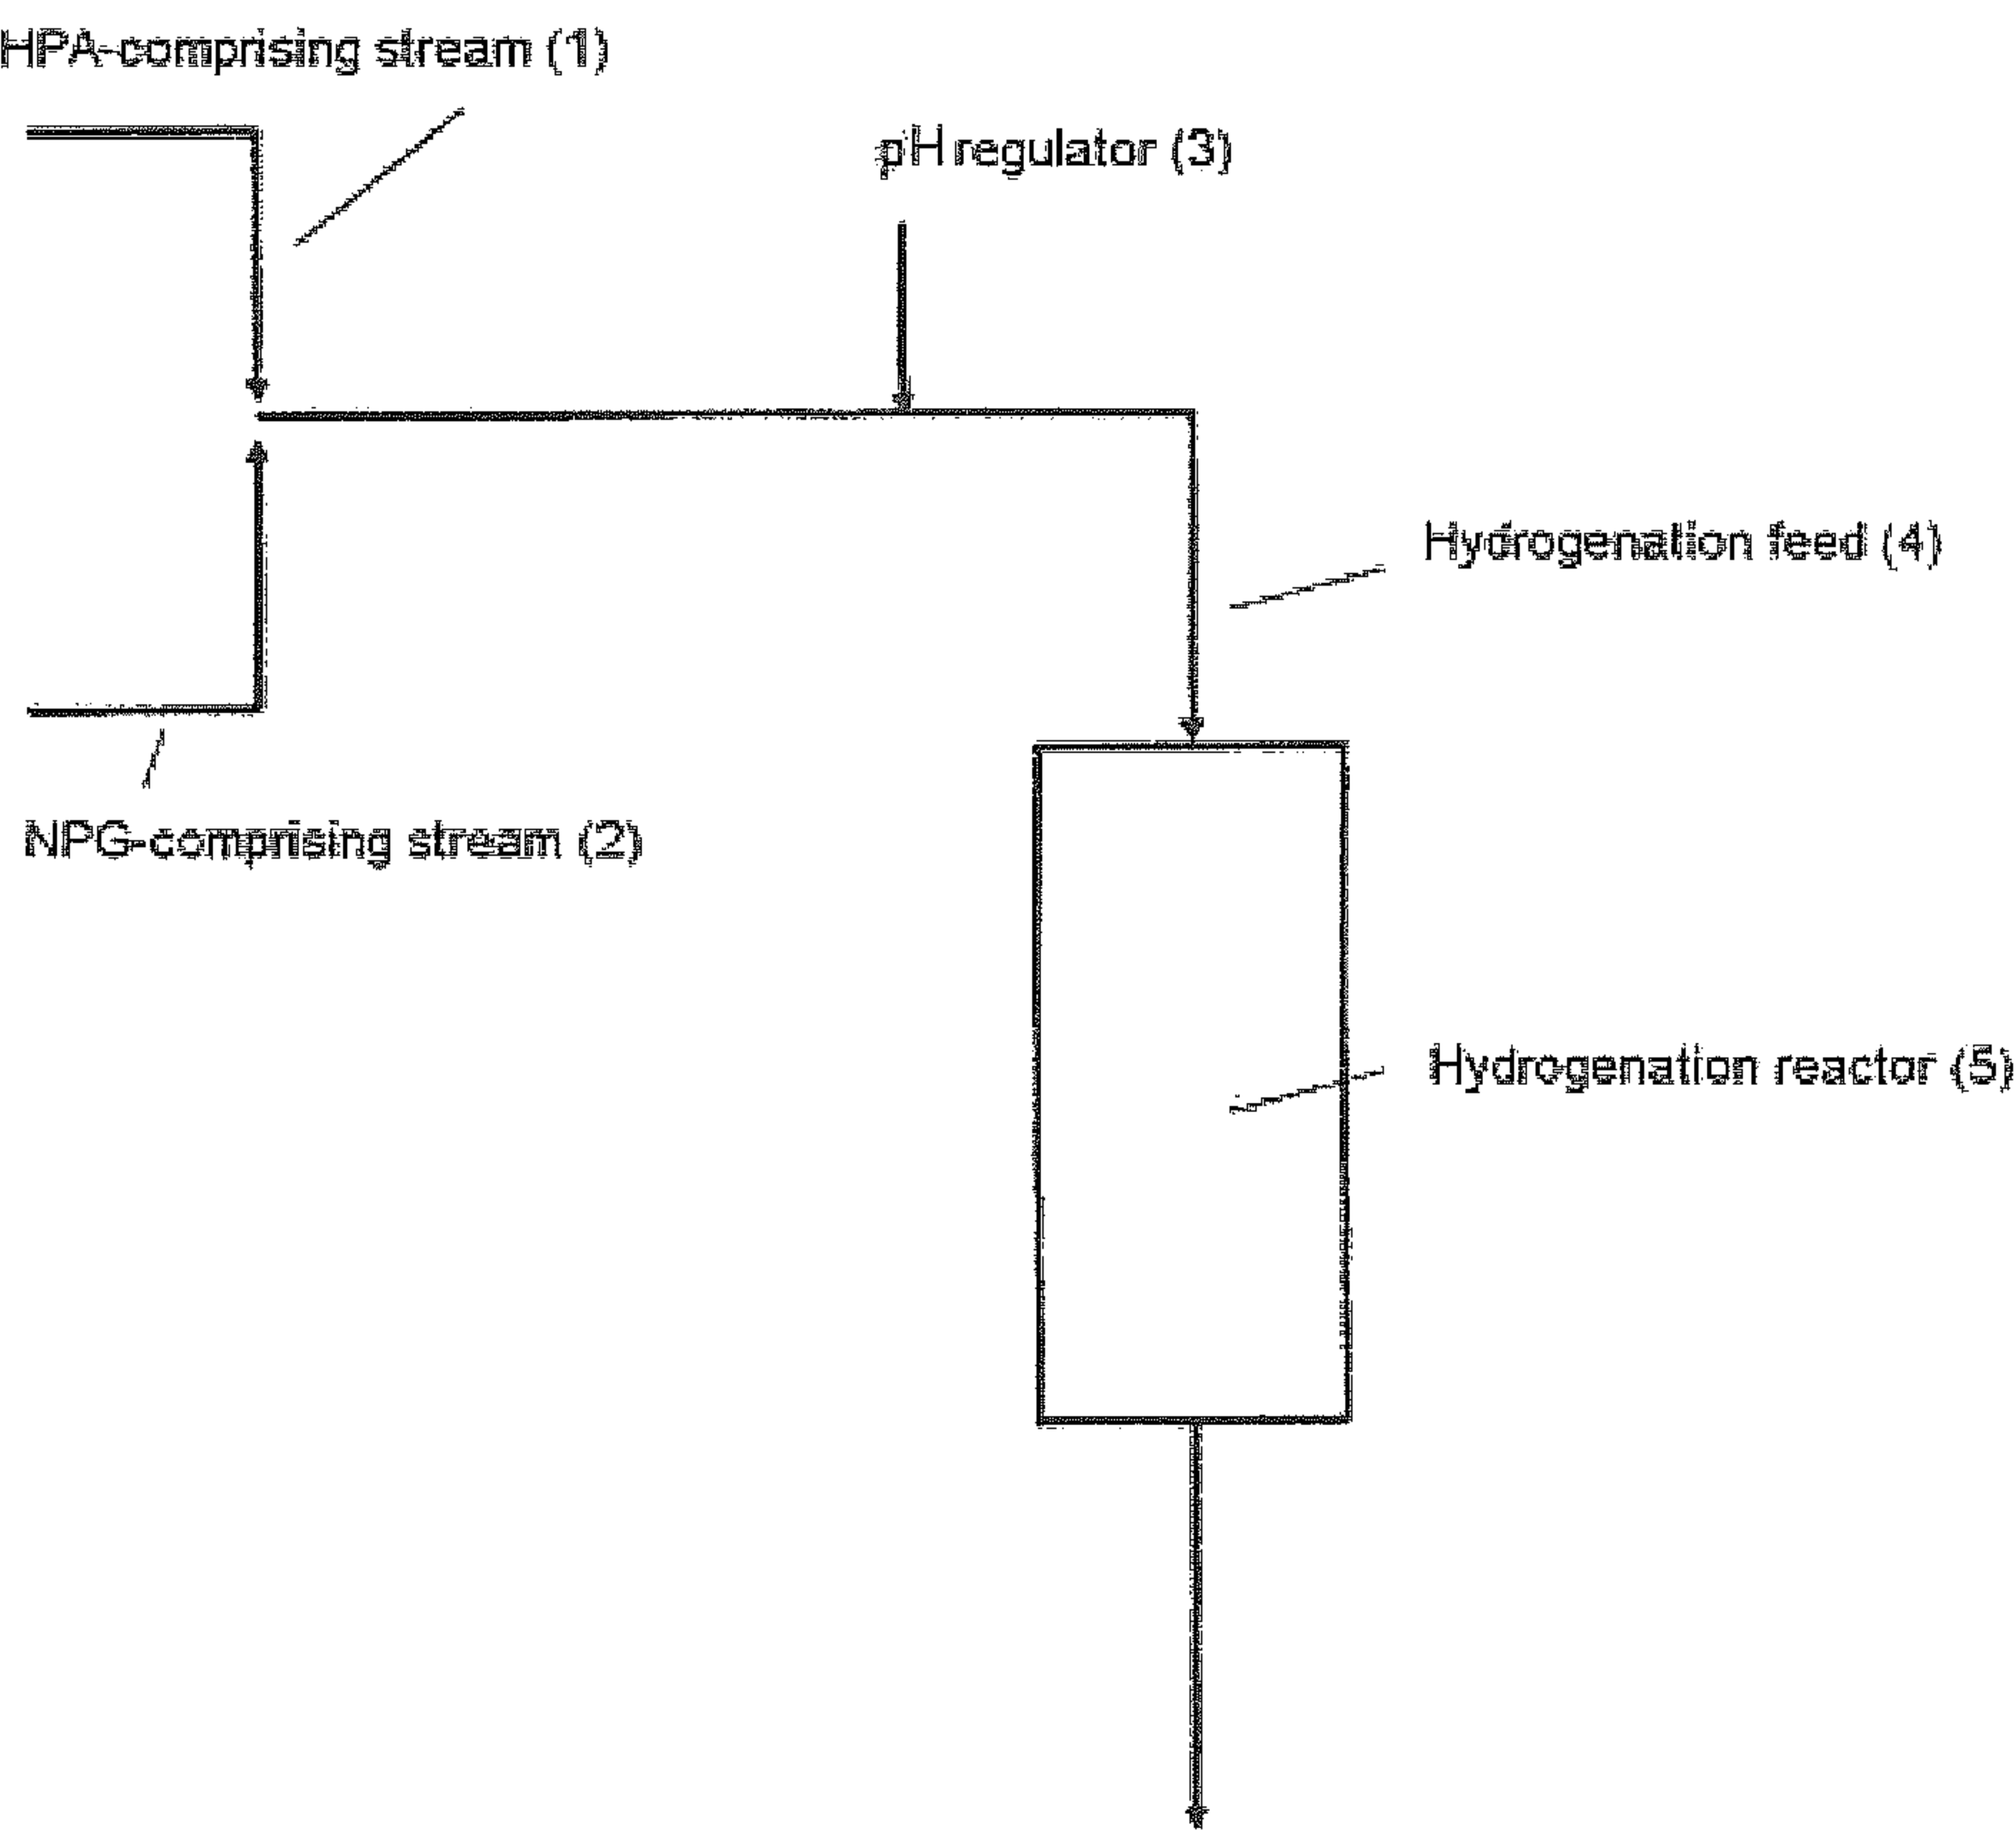 HPA-comprising stream (1)
pH regulator (3)
Hydrogenation feed (4)
NPG-comprising stream (2)
Hydrogenation reactor (5)